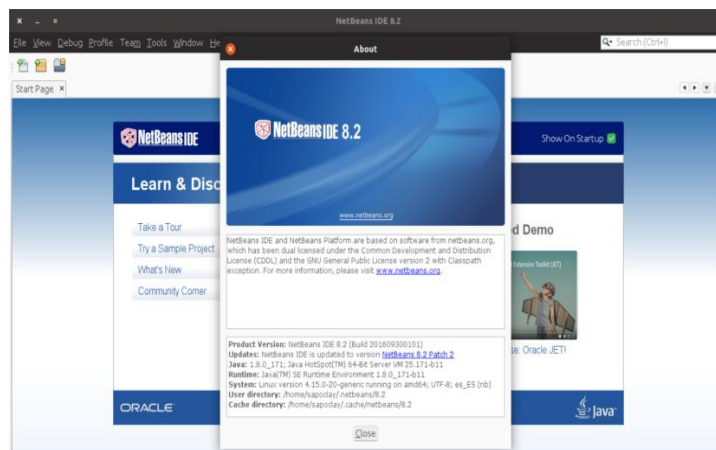 NetBeans IDE 8.2
File View Debug Profile Team Tools Window He
Search (Ctrl+I)
About
Start Page
NetBeans IDE
Show On Startup
NetBeans IDE 8.2
www.netbeans.org
Learn & Disc
Take a Tour
Try a Sample Project
What's New
Community Corner
d Demo
Extension Toolkit (JET)
se: Oracle JET)
NetBeans IDE and NetBeans Platform are based on software from netbeans.org,
which has been dual licensed under the Common Development and Distribution
License (CDDL) and the GNU General Public License version 2 with Classpath
exception. For more information, please visit www.netbeans.org.
Product Version: NetBeans IDE 8.2 (Build 201609300101)
Updates: NetBeans IDE is updated to version NetBeans 8.2 Patch 2
Java: 1.8.0_171; Java HotSpot(TM) 64-Bit Server VM 25.171-b11
Runtime: Java(TM) SE Runtime Environment 1.8.0_171-b11
System: Linux version 4.15.0-20-generic running on amd64; UTF-8; es_ES (nb)
User directory: /home/sapoclay/.netbeans/8.2
Cache directory: /home/sapoclay/.cache/netbeans/8.2
ORACLE
Java
Close